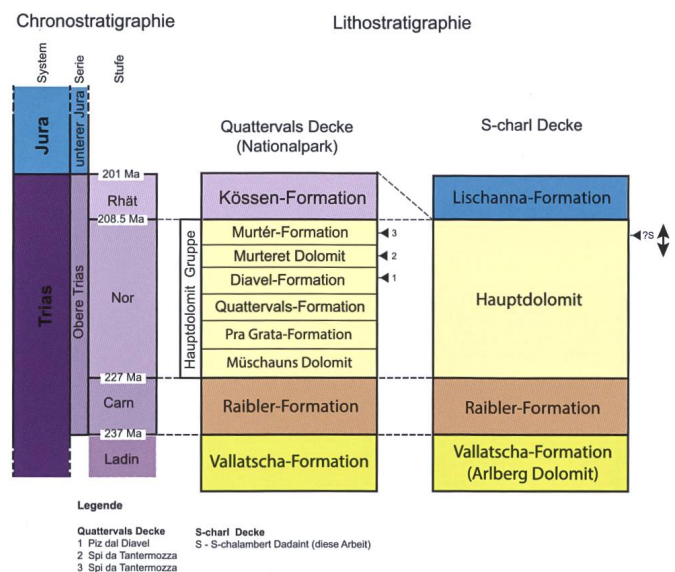 Chronostratigraphie
Lithostratigraphie
System
Serie
Stufe
Quattervals Decke
(Nationalpark)
S-charl Decke
Jura
unterer Jura
201 Ma
Trias
Obere Trias
Rhät
208.5 Ma
Nor
227 Ma
Carn
237 Ma
Ladin
Kössen-Formation
Hauptdolomit Gruppe
Murtér-Formation
3
Murteret Dolomit
2
Diavel-Formation
1
Quattervals-Formation
Pra Grata-Formation
Müschauns Dolomit
Raibler-Formation
Vallatscha-Formation
Lischanna-Formation
?S
Hauptdolomit
Raibler-Formation
Vallatscha-Formation
(Arlberg Dolomit)
Legende
Quattervals Decke
1 Piz dal Diavel
2 Spi da Tantermozza
3 Spi da Tantermozza
S-charl Decke
S - S-chalambert Dadaint (diese Arbeit)